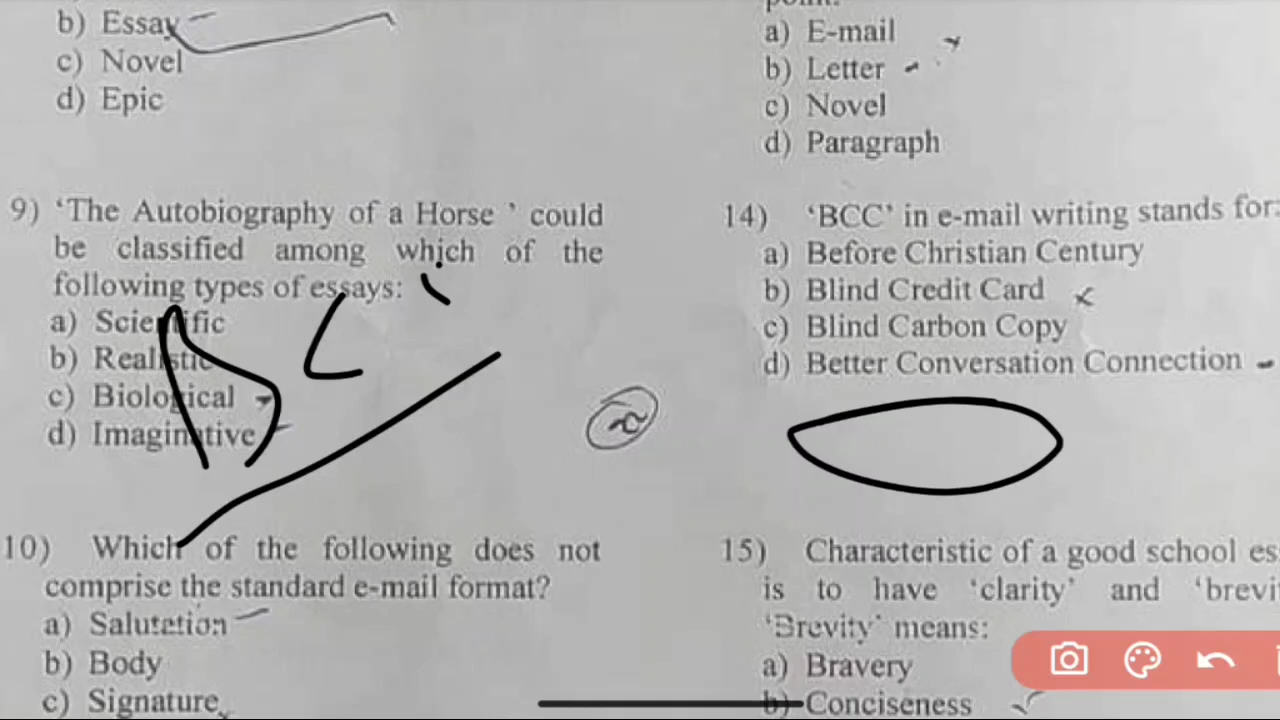 b) Essay
c) Novel
d) Epic
9) ‘The Autobiography of a Horse ’ could
be classified among which of the
following types of essays:
a) Scientific
b) Realistic
c) Biological
d) Imaginative
10) Which of the following does not
comprise the standard e-mail format?
a) Salutation
b) Body
c) Signature
point.
a) E-mail
b) Letter
c) Novel
d) Paragraph
14) ‘BCC’ in e-mail writing stands for:
a) Before Christian Century
b) Blind Credit Card
c) Blind Carbon Copy
d) Better Conversation Connection
15) Characteristic of a good school es
is to have ‘clarity’ and ‘brevi
‘Brevity’ means:
a) Bravery
b) Conciseness